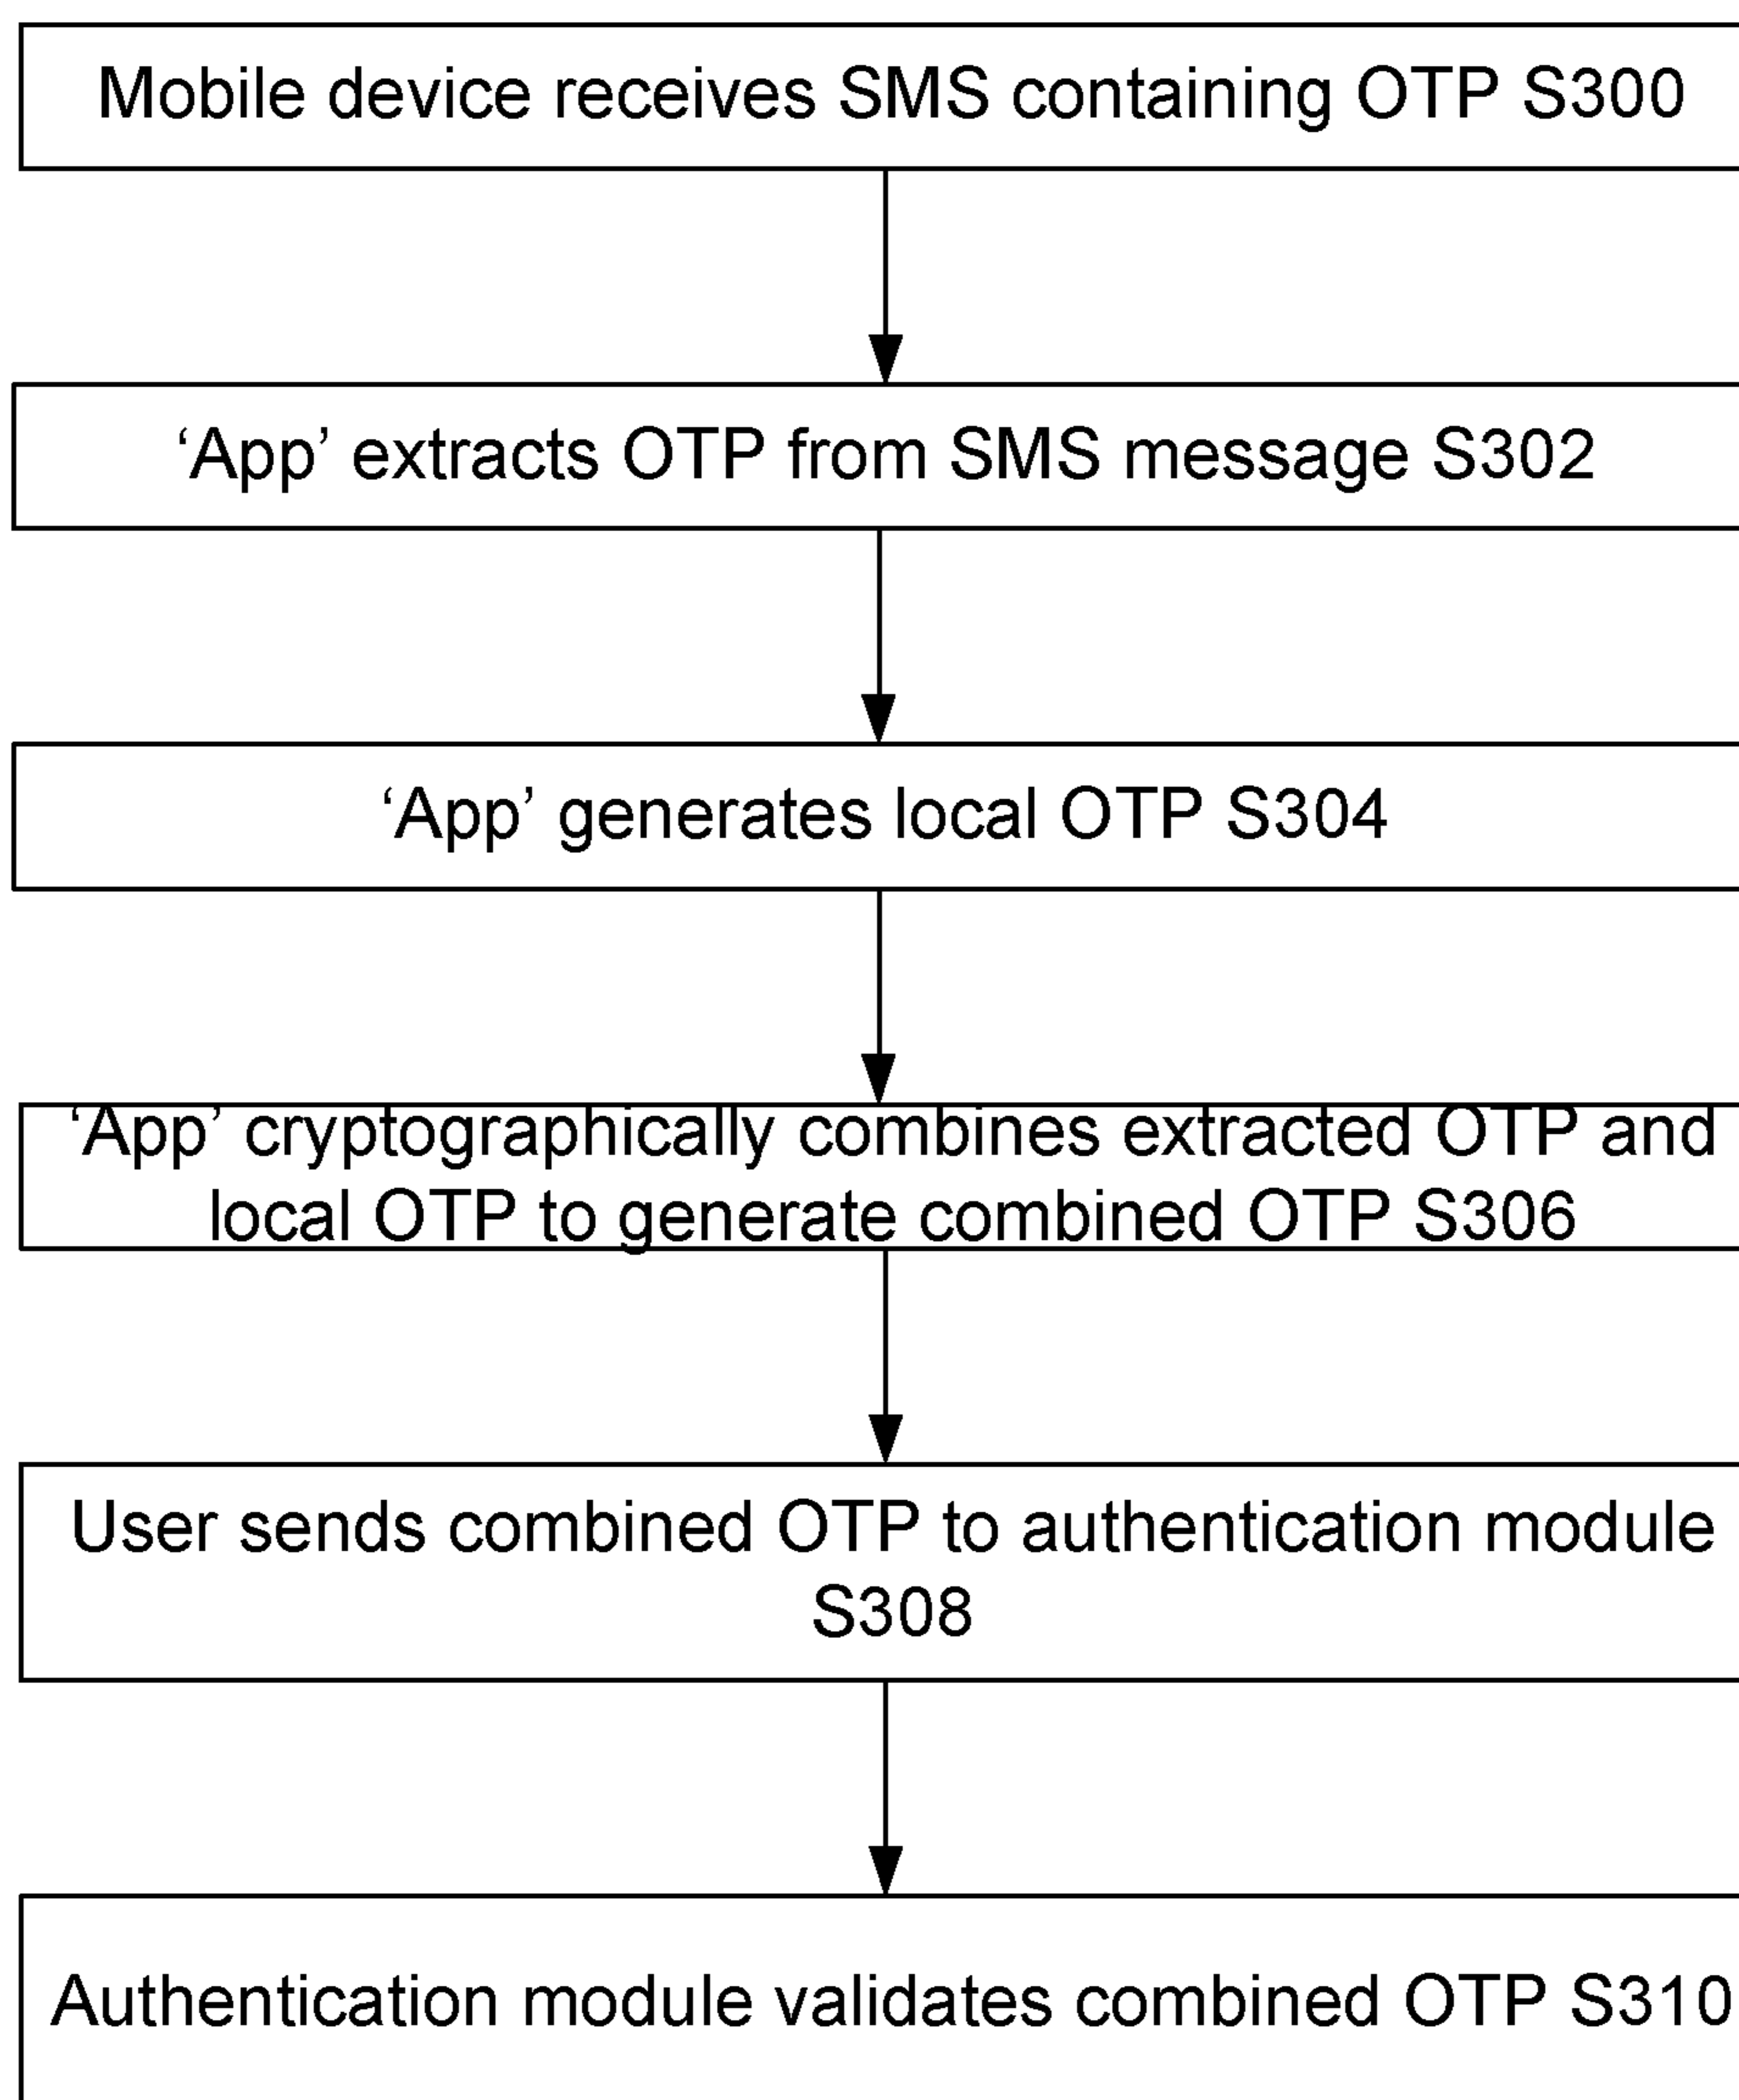 Mobile device receives SMS containing OTP S300
‘App’ extracts OTP from SMS message S302
‘App’ generates local OTP S304
‘App’ cryptographically combines extracted OTP and
local OTP to generate combined OTP S306
User sends combined OTP to authentication module
S308
Authentication module validates combined OTP S310